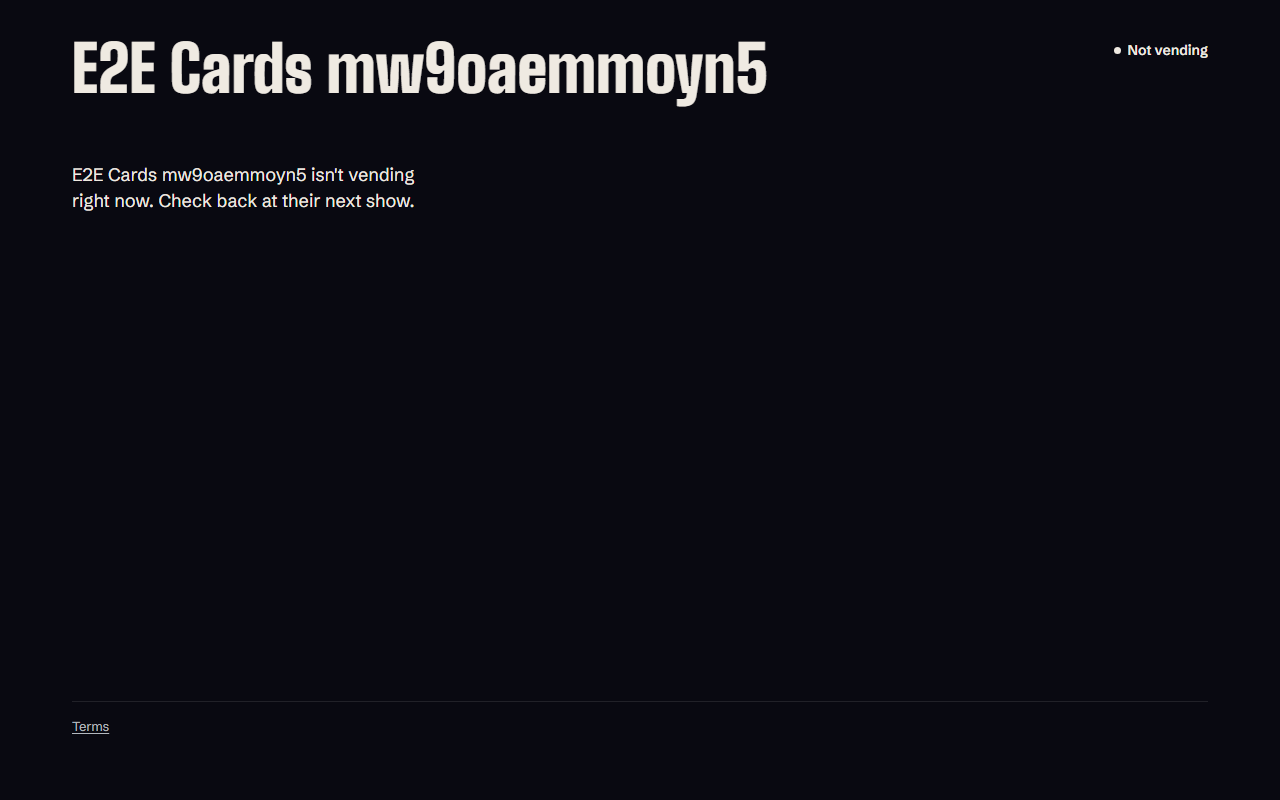 E2E Cards mw9oaemmoyn5
Not vending
E2E Cards mw9oaemmoyn5 isn't vending
right now. Check back at their next show.
Terms